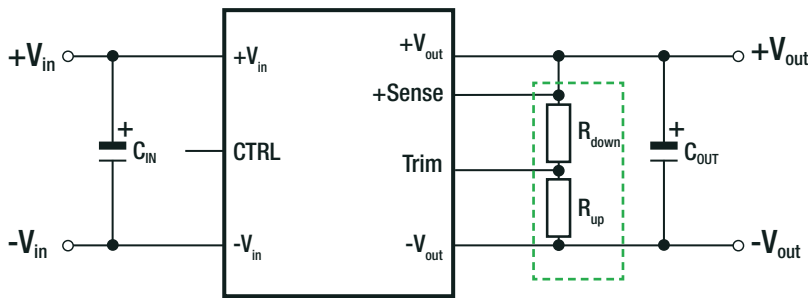 +Vin
+Vin
+Vout
+Vout
+Sense
+
CIN
CTRL
Rdown
+
COUT
Trim
Rup
-Vin
-Vin
-Vout
-Vout